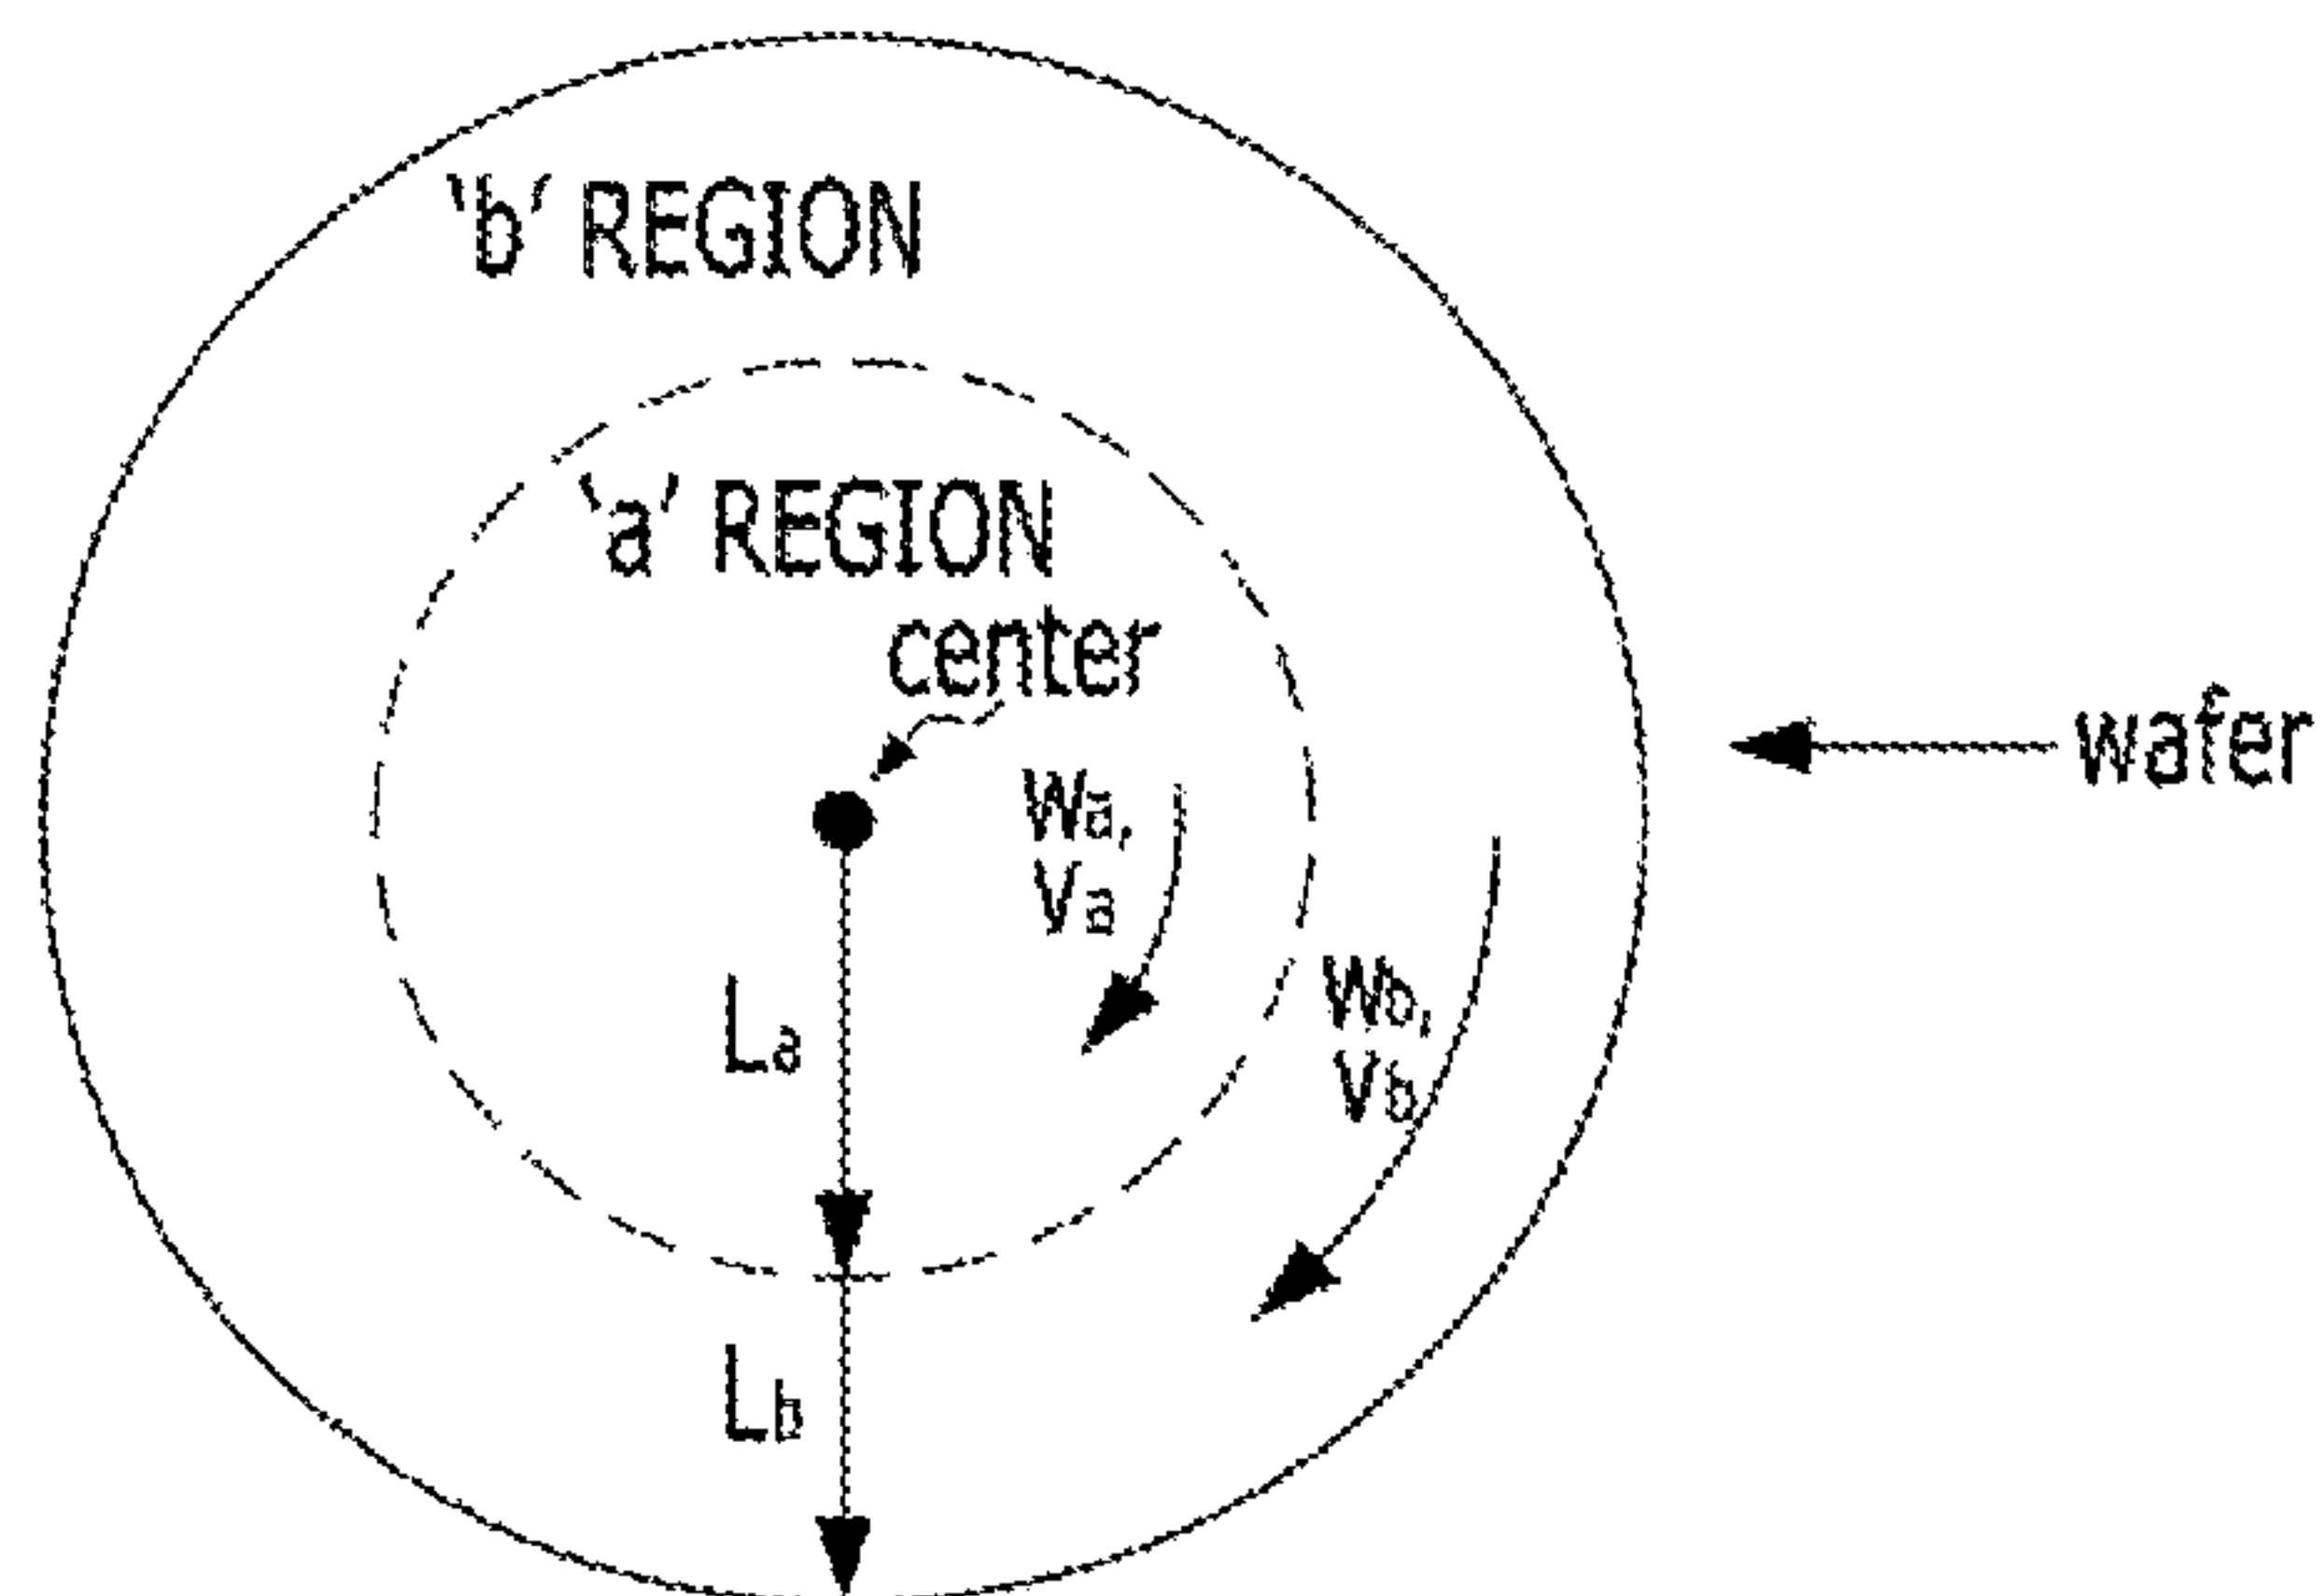 'b' REGION
'a' REGION
center
wafer
Wa,
Va
Wb,
Vb
La
Lb